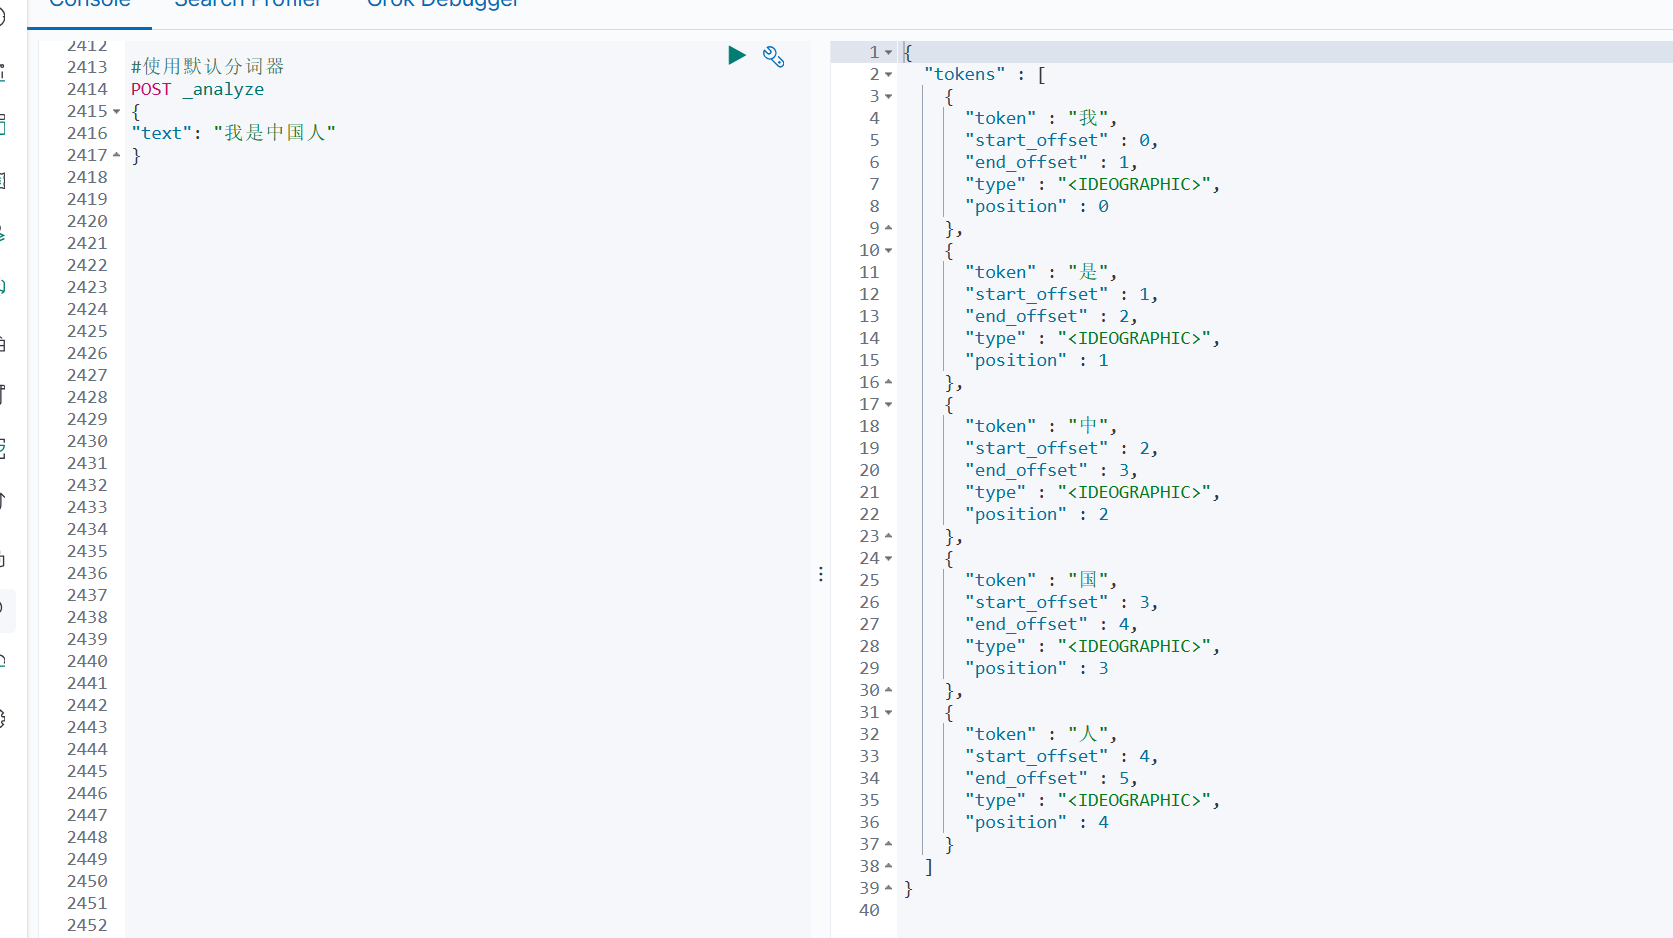 Console Search Profiler Grok Debugger
2412
2413 #使用默认分词器
2414 POST _analyze
2415 {
2416 "text": "我是中国人"
2417 }
2418
2419
2420
2421
2422
2423
2424
2425
2426
2427
2428
2429
2430
2431
2432
2433
2434
2435
2436
2437
2438
2439
2440
2441
2442
2443
2444
2445
2446
2447
2448
2449
2450
2451
2452
1 {
2 "tokens" : [
3 {
4 "token" : "我",
5 "start_offset" : 0,
6 "end_offset" : 1,
7 "type" : "<IDEOGRAPHIC>",
8 "position" : 0
9 },
10 {
11 "token" : "是",
12 "start_offset" : 1,
13 "end_offset" : 2,
14 "type" : "<IDEOGRAPHIC>",
15 "position" : 1
16 },
17 {
18 "token" : "中",
19 "start_offset" : 2,
20 "end_offset" : 3,
21 "type" : "<IDEOGRAPHIC>",
22 "position" : 2
23 },
24 {
25 "token" : "国",
26 "start_offset" : 3,
27 "end_offset" : 4,
28 "type" : "<IDEOGRAPHIC>",
29 "position" : 3
30 },
31 {
32 "token" : "人",
33 "start_offset" : 4,
34 "end_offset" : 5,
35 "type" : "<IDEOGRAPHIC>",
36 "position" : 4
37 }
38 ]
39 }
40